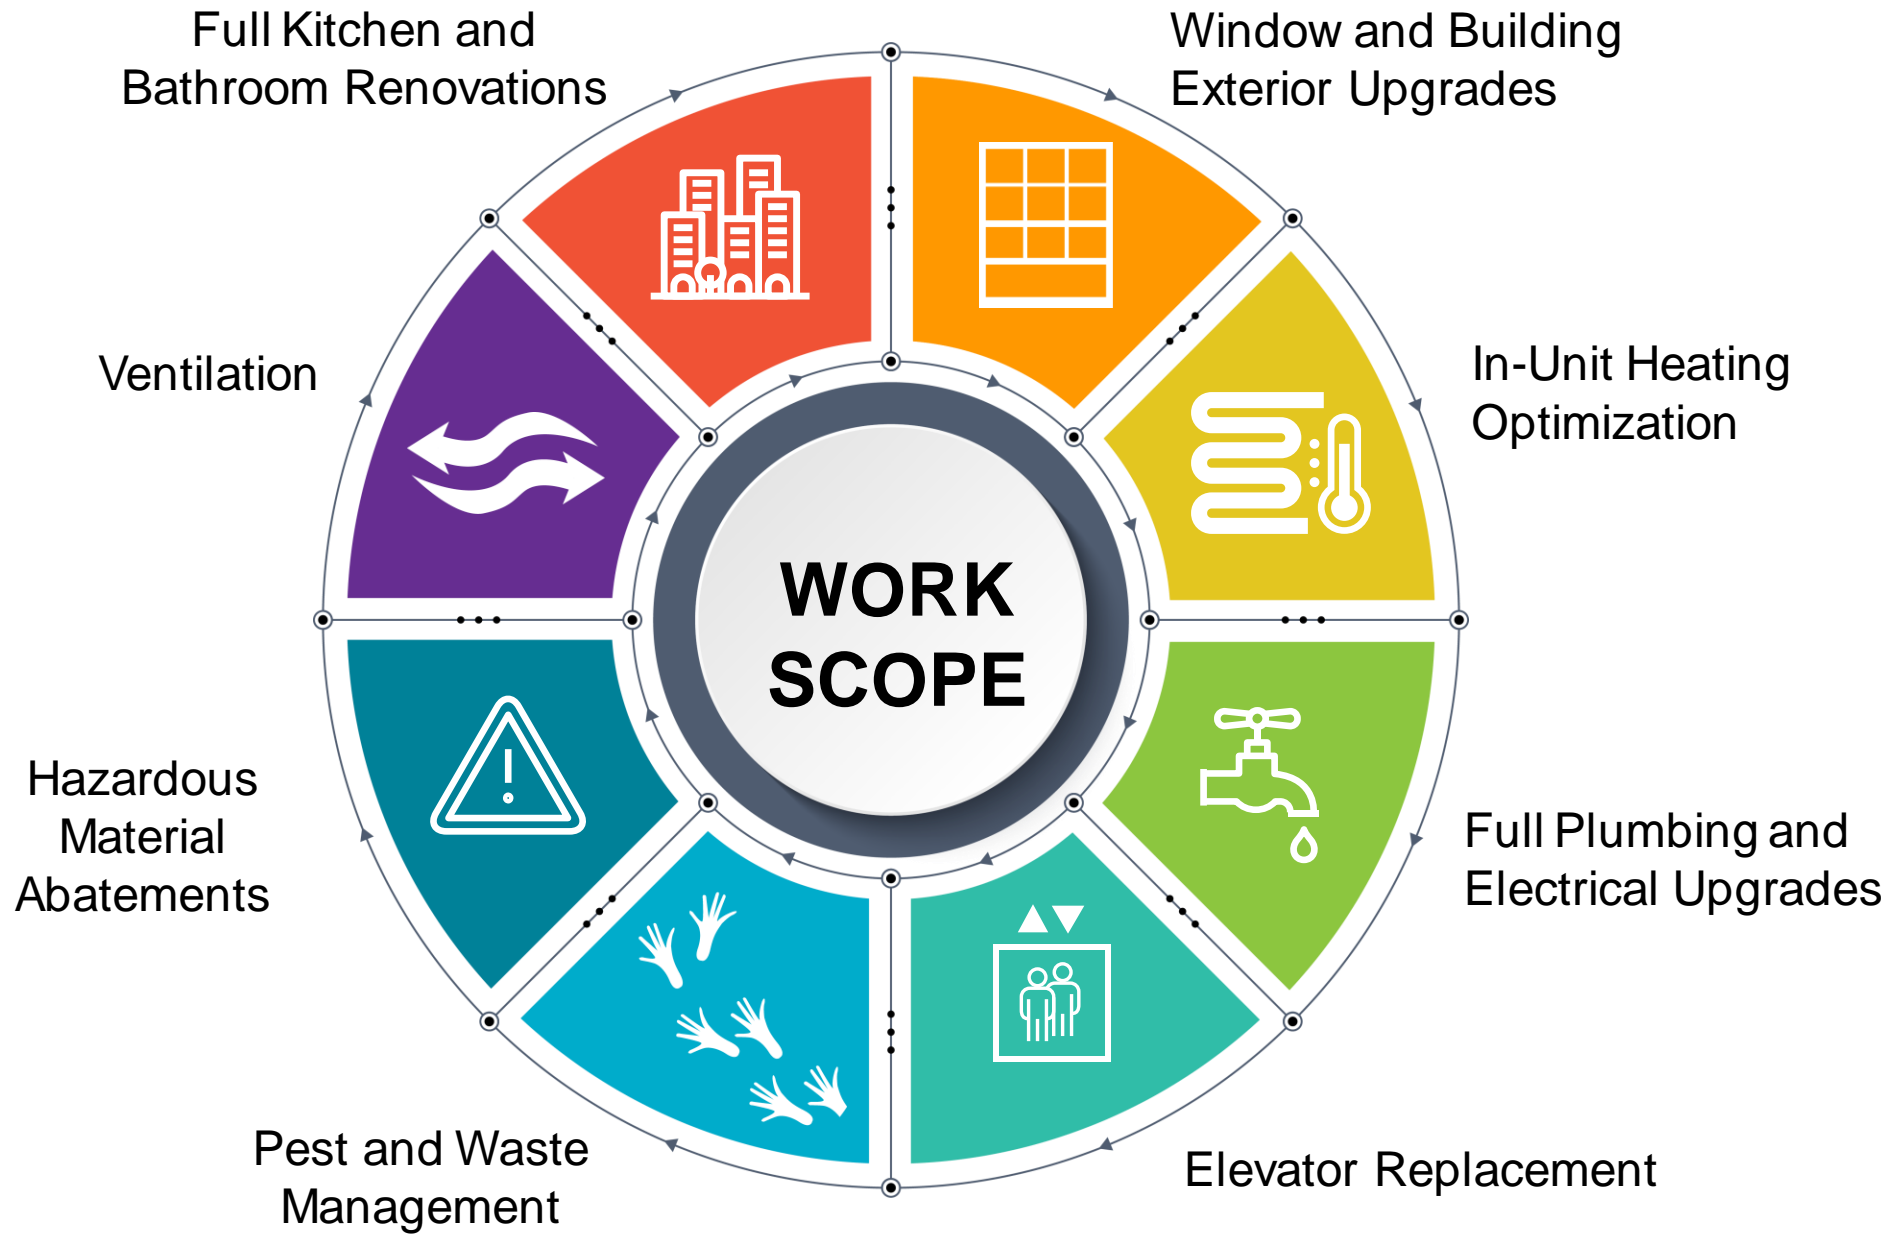 Full Kitchen and
Bathroom Renovations
Window and Building
Exterior Upgrades
Ventilation
In-Unit Heating
Optimization
WORK
SCOPE
Hazardous
Material
Abatements
Full Plumbing and
Electrical Upgrades
Pest and Waste
Management
Elevator Replacement